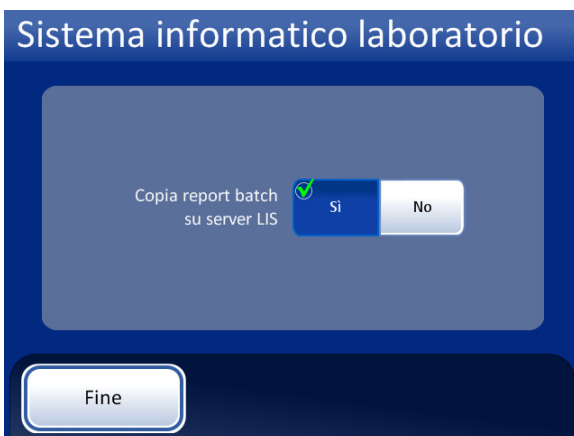 Sistema informatico laboratorio
Copia report batch
su server LIS
Sì
No
Fine